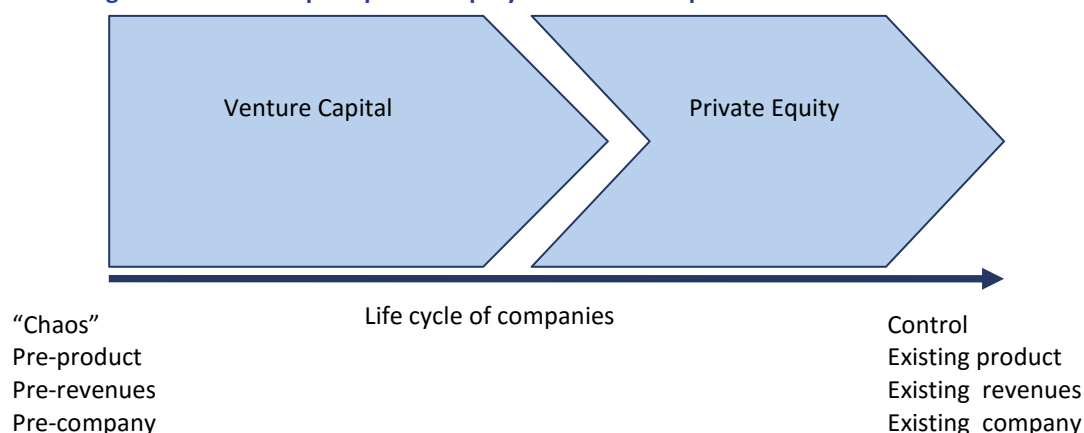 Venture Capital
Private Equity
Life cycle of companies
“Chaos”
Pre-product
Pre-revenues
Pre-company
Control
Existing product
Existing revenues
Existing company